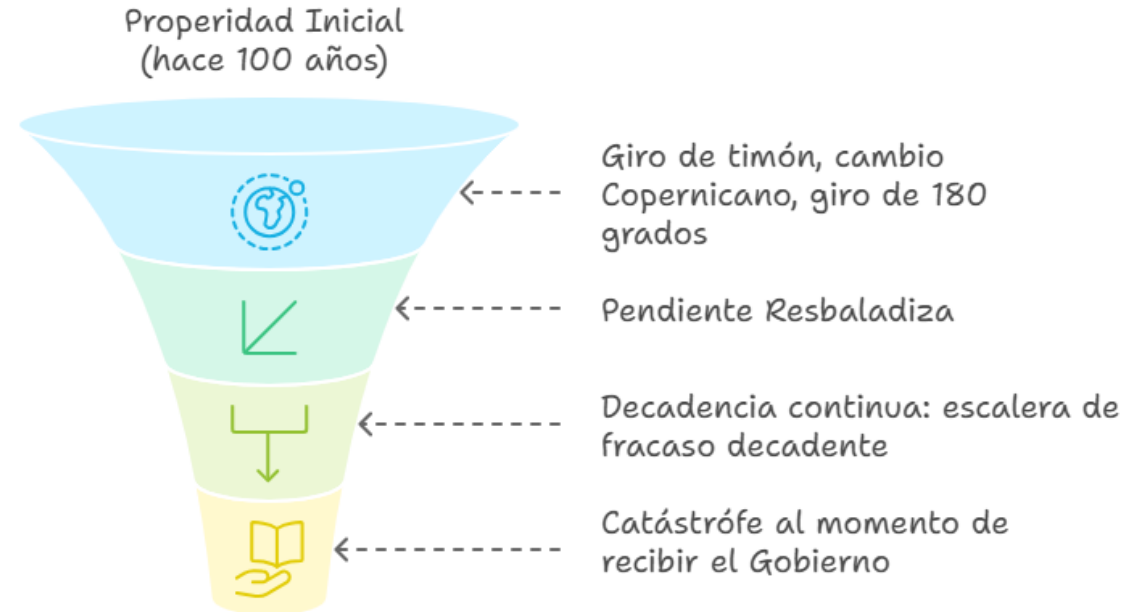 Properidad Inicial
(hace 100 años)
Giro de timón, cambio
Copernicano, giro de 180
grados
Pendiente Resbaladiza
Decadencia continua: escalera de
fracaso decadente
Catástrófe al momento de
recibir el Gobierno